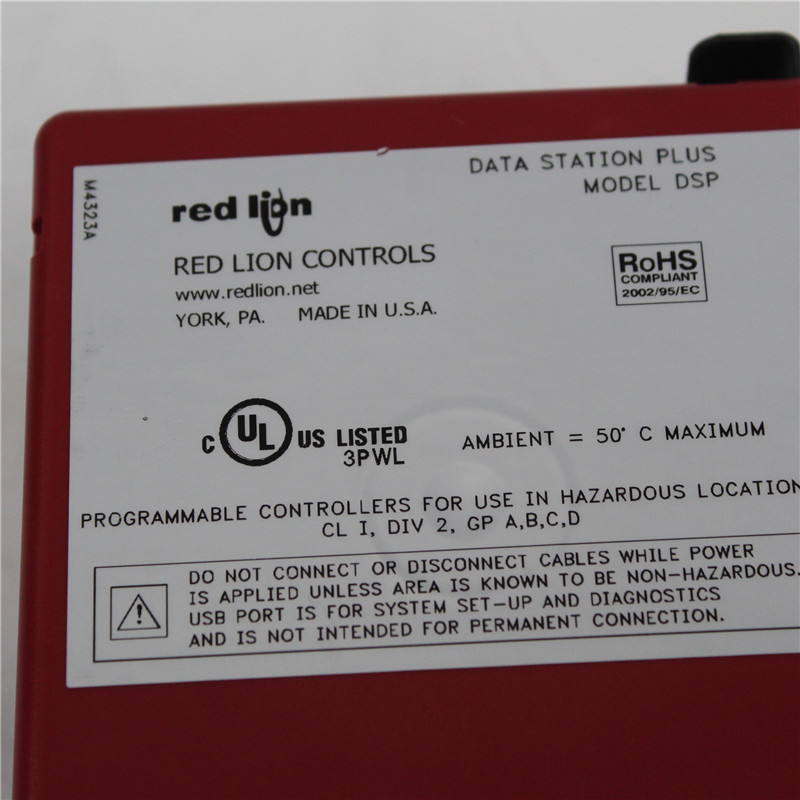 M4323A
red lion
DATA STATION PLUS
MODEL DSP
RED LION CONTROLS
www.redlion.net
YORK, PA. MADE IN U.S.A.
RoHS
COMPLIANT
2002/95/EC
C UL US LISTED
3PWL
AMBIENT = 50° C MAXIMUM
PROGRAMMABLE CONTROLLERS FOR USE IN HAZARDOUS LOCATION
CL I, DIV 2, GP A,B,C,D
DO NOT CONNECT OR DISCONNECT CABLES WHILE POWER
IS APPLIED UNLESS AREA IS KNOWN TO BE NON-HAZARDOUS.
USB PORT IS FOR SYSTEM SET-UP AND DIAGNOSTICS
AND IS NOT INTENDED FOR PERMANENT CONNECTION.